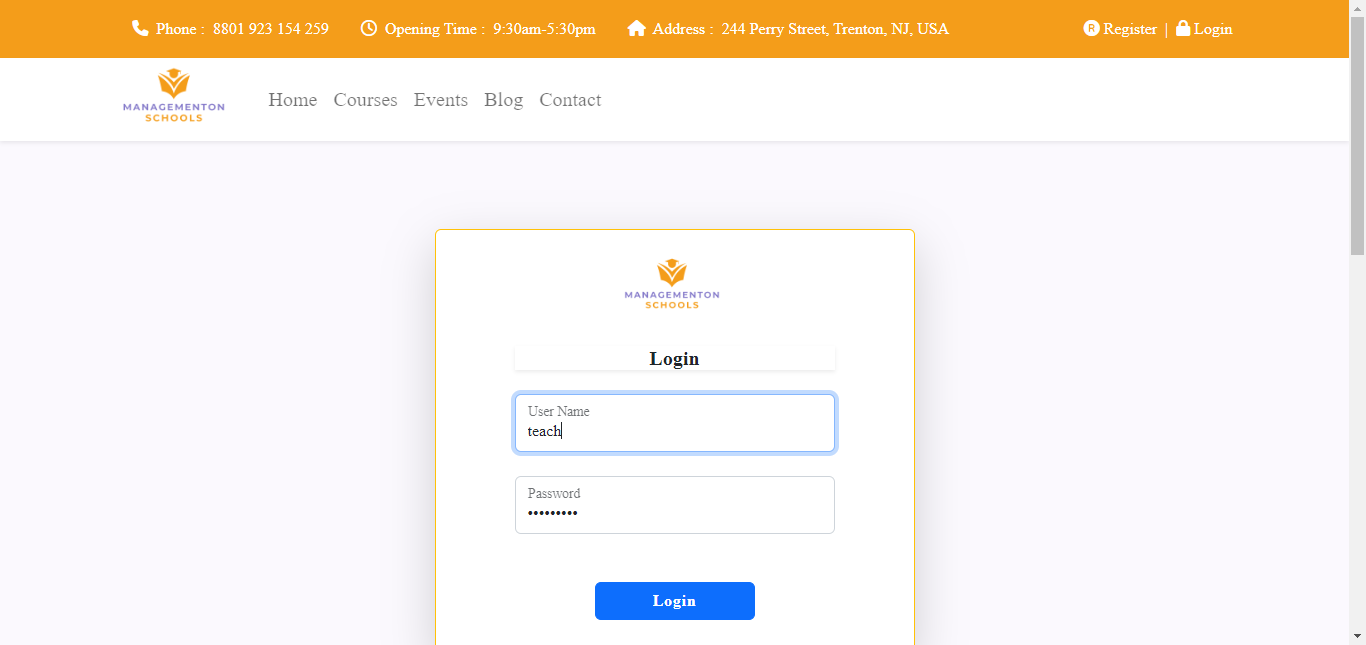 Phone : 8801 923 154 259 Opening Time : 9:30am-5:30pm Address : 244 Perry Street, Trenton, NJ, USA R Register | Login
MANAGEMENTON
SCHOOLS
Home Courses Events Blog Contact
MANAGEMENTON
SCHOOLS
Login
User Name
teach
Password
•••••••••
Login